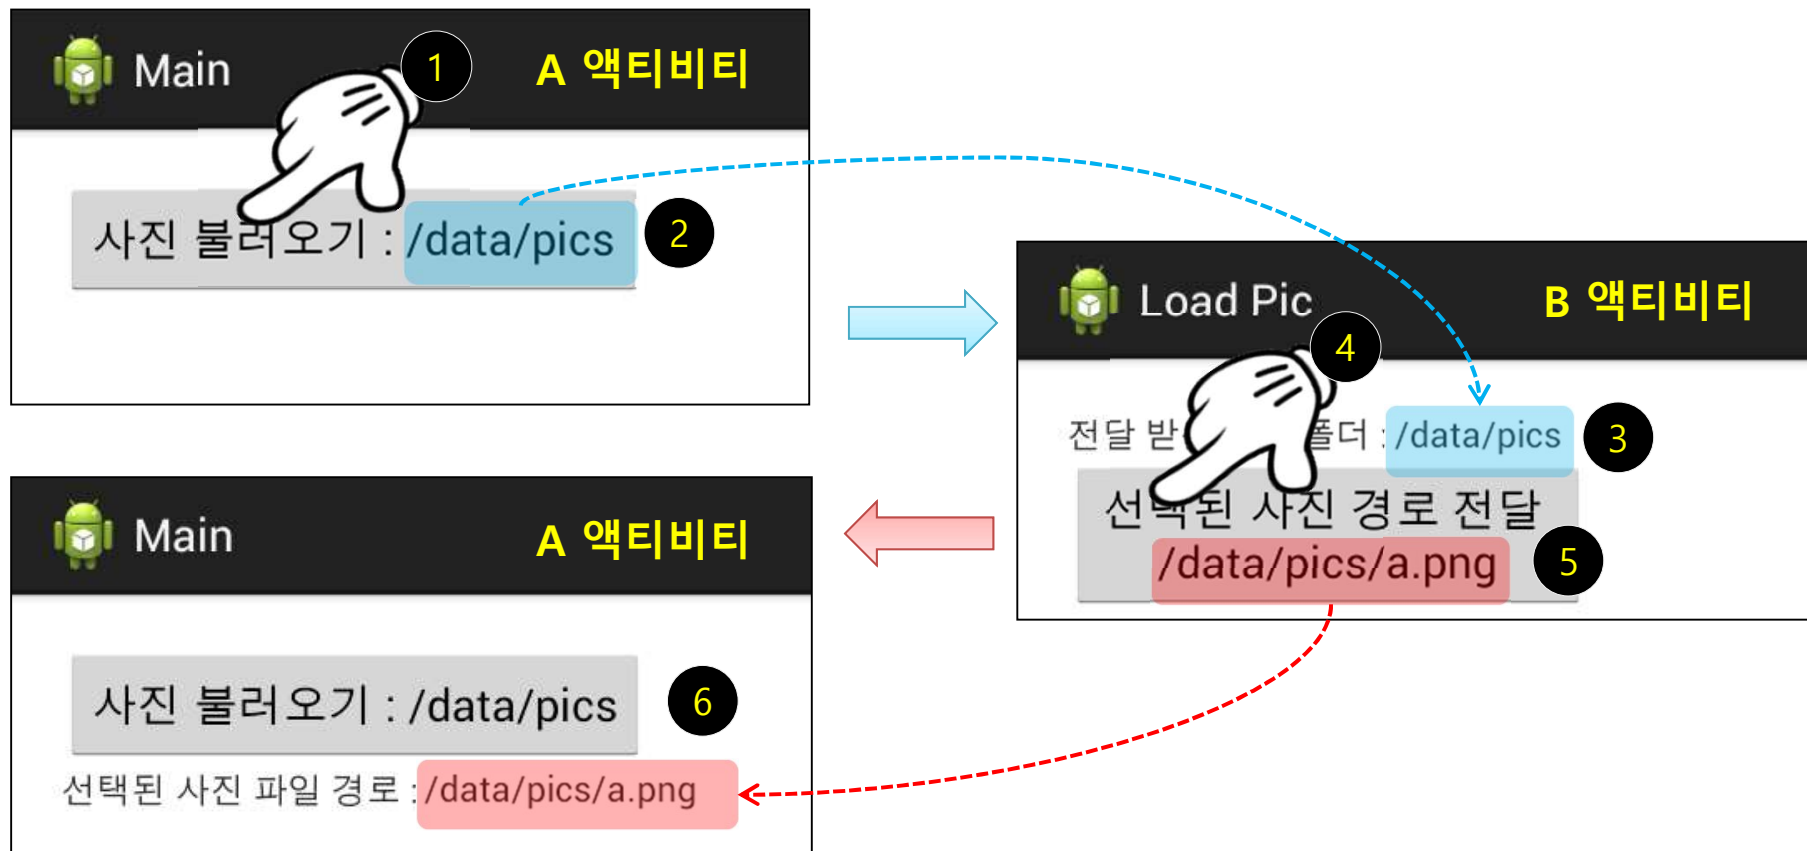 Main
1
A 액티비티
사진 불러오기 : /data/pics
2
Load Pic
B 액티비티
4
전달 받 폴더 : /data/pics
3
선택된 사진 경로 전달
/data/pics/a.png
5
Main
A 액티비티
사진 불러오기 : /data/pics
6
선택된 사진 파일 경로 : /data/pics/a.png